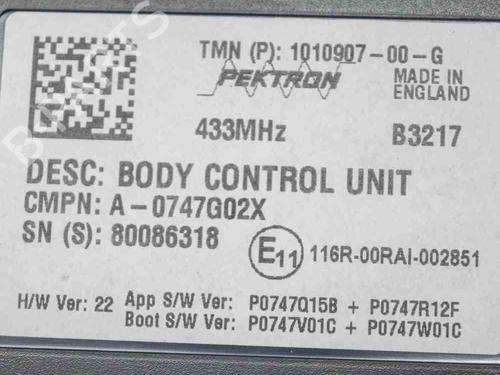 TMN (P): 1010907-00-G
PEKTRON
MADE IN
ENGLAND
433MHz
B3217
DESC: BODY CONTROL UNIT
CMPN: A-0747G02X
SN (S): 80086318
E11
116R-00RAI-002851
H/W Ver: 22 App S/W Ver: P0747Q15B + P0747R12F
Boot S/W Ver: P0747V01C + P0747W01C